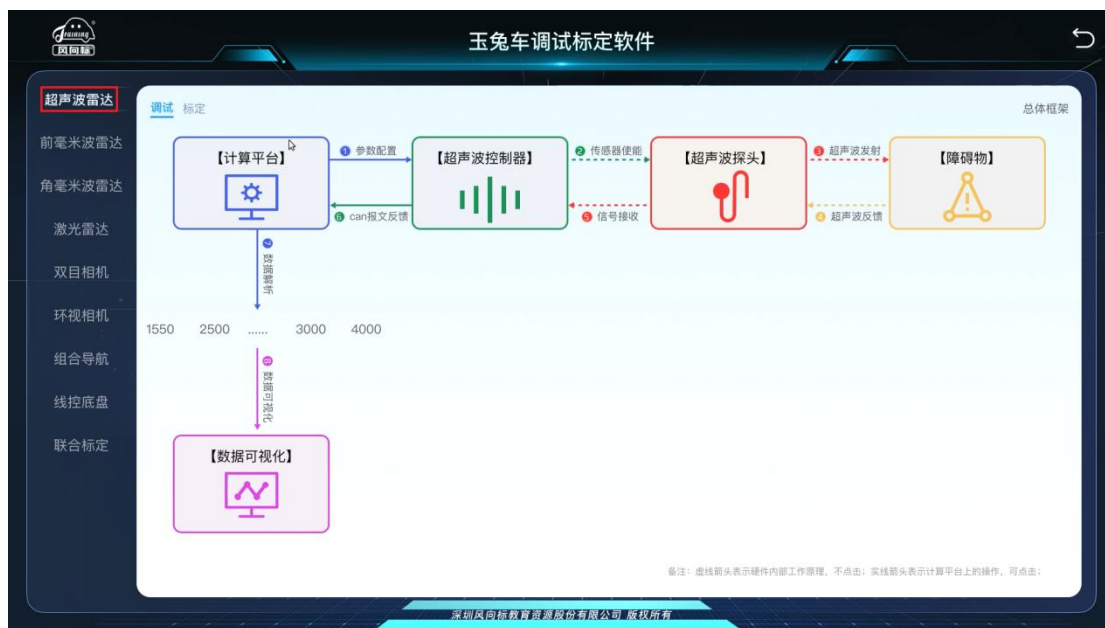 Fraining
风向标
玉兔车调试标定软件
超声波雷达
前毫米波雷达
角毫米波雷达
激光雷达
双目相机
环视相机
组合导航
线控底盘
联合标定
调试 标定
总体框架
【计算平台】
1 参数配置
【超声波控制器】
2 传感器使能
【超声波探头】
3 超声波发射
【障碍物】
6 can报文反馈
5 信号接收
4 超声波反馈
7 数据解析
1550 2500 ...... 3000 4000
8 数据可视化
【数据可视化】
备注：虚线箭头表示硬件内部工作原理，不点击；实线箭头表示计算平台上的操作，可点击；
深圳风向标教育资源股份有限公司 版权所有